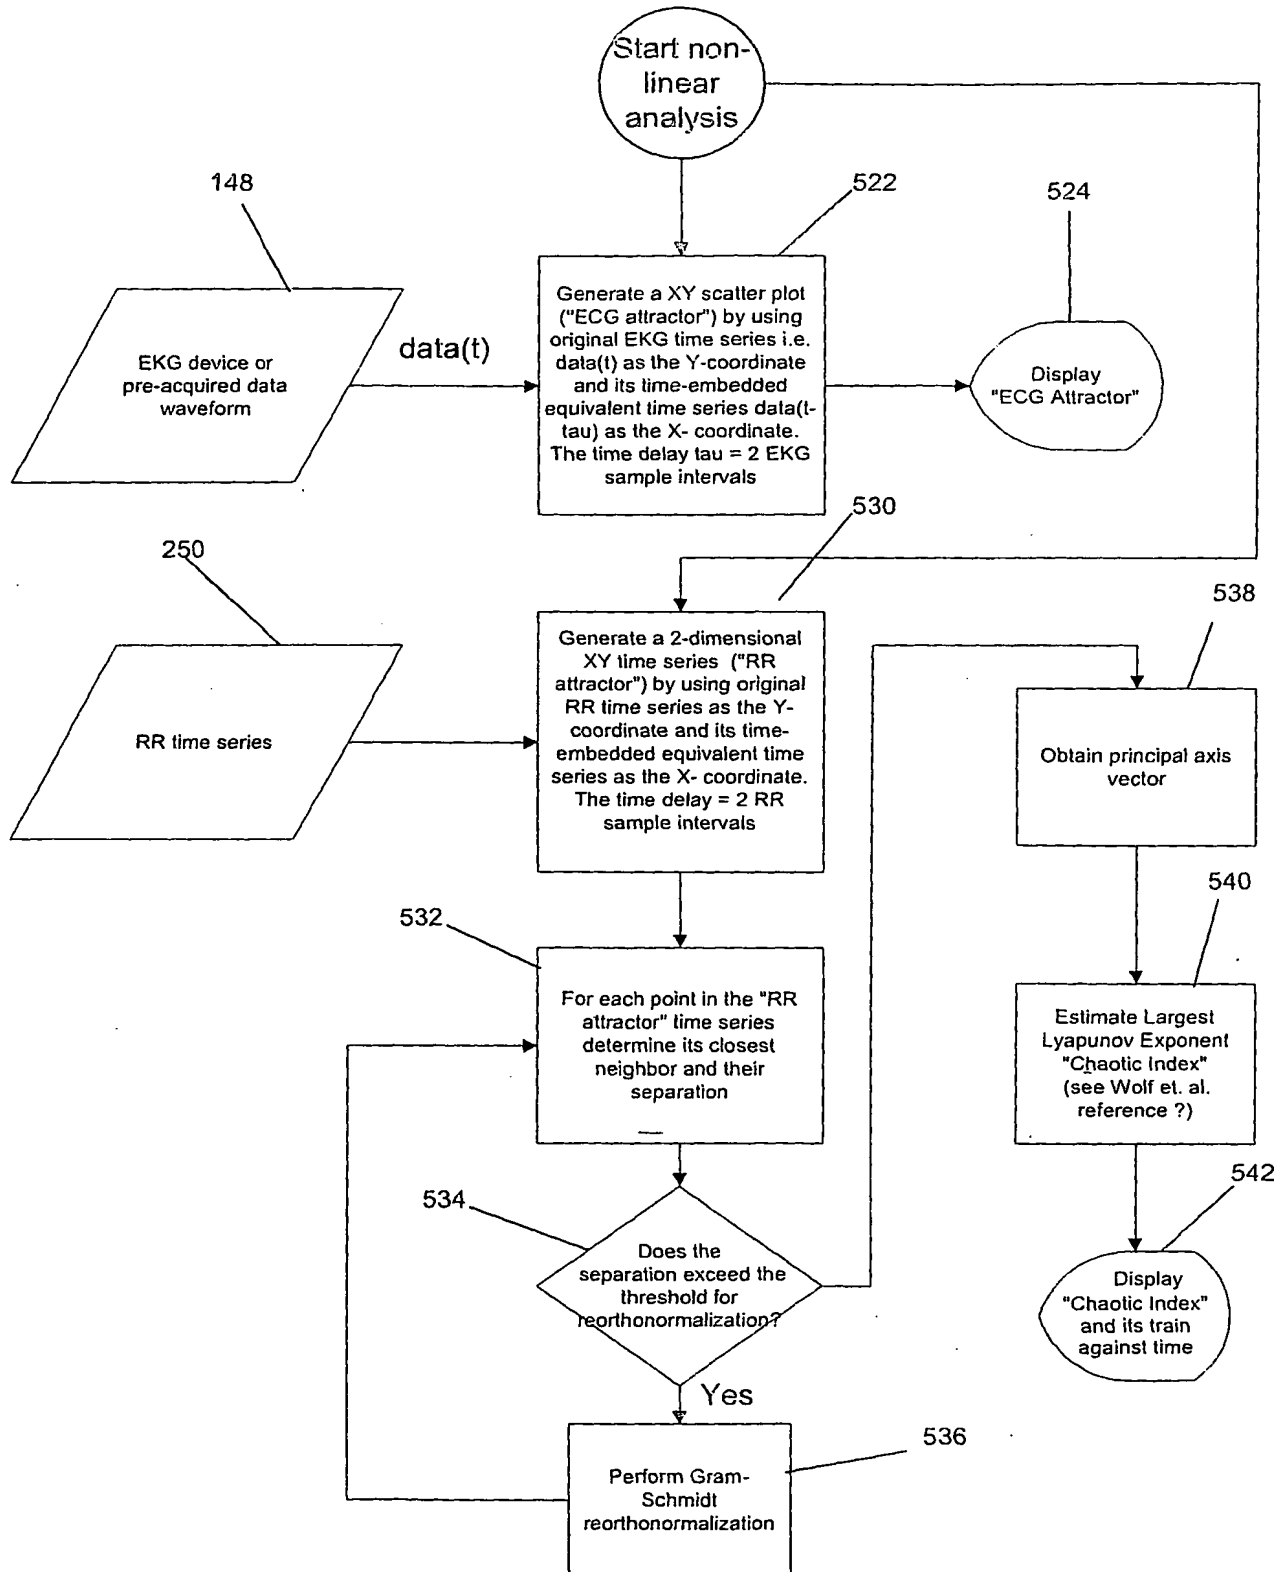 Start non-
linear
analysis
148
522
524
Generate a XY scatter plot
("ECG attractor") by using
original EKG time series i.e.
data(t) as the Y-coordinate
and its time-embedded
equivalent time series data(t-
tau) as the X- coordinate.
The time delay tau = 2 EKG
sample intervals
data(t)
EKG device or
pre-acquired data
waveform
Display
"ECG Attractor"
530
250
538
Generate a 2-dimensional
XY time series ("RR
attractor") by using original
RR time series as the Y-
coordinate and its time-
embedded equivalent time
series as the X- coordinate.
The time delay = 2 RR
sample intervals
RR time series
Obtain principal axis
vector
540
532
For each point in the "RR
attractor" time series
determine its closest
neighbor and their
separation
Estimate Largest
Lyapunov Exponent
"Chaotic Index"
(see Wolf et. al.
reference ?)
542
534
Does the
separation exceed the
threshold for
reorthonormalization?
Display
"Chaotic Index"
and its train
against time
Yes
536
Perform Gram-
Schmidt
reorthonormalization